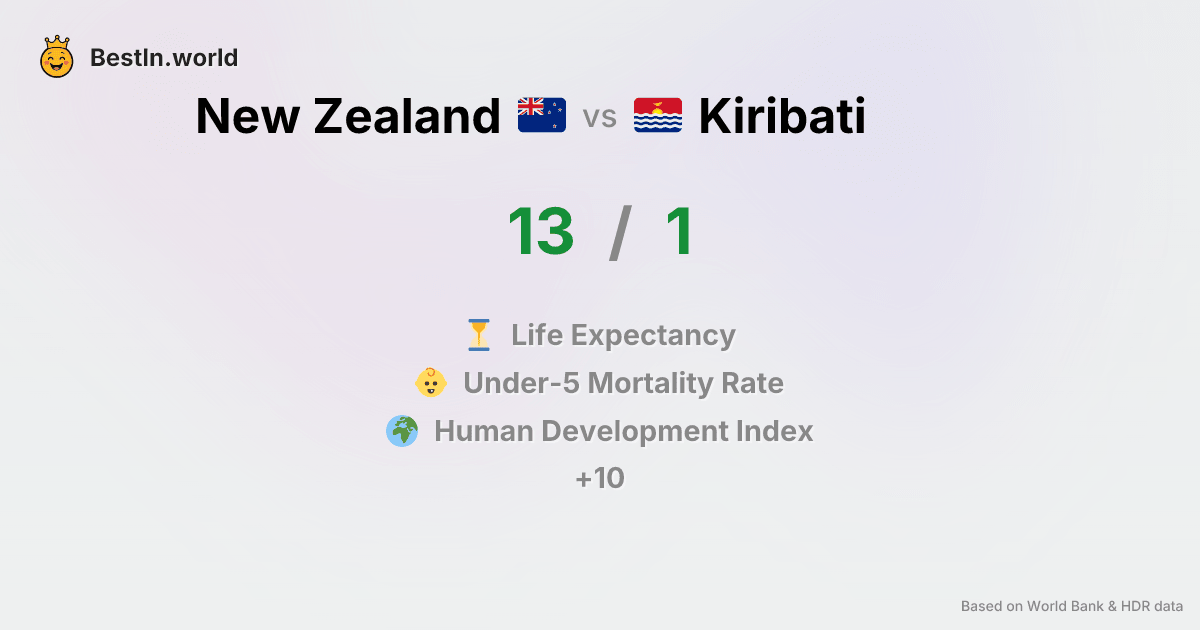 BestIn.world
New Zealand vs Kiribati
13 / 1
Life Expectancy
Under-5 Mortality Rate
Human Development Index
+10
Based on World Bank & HDR data